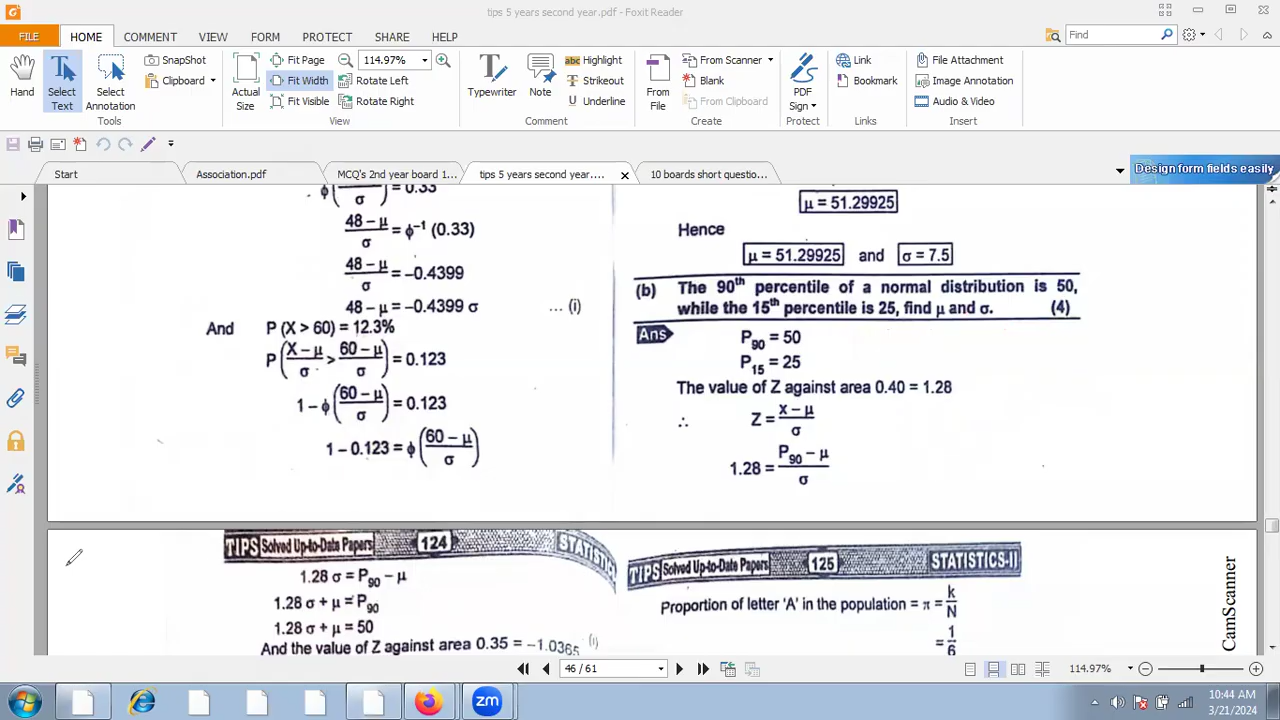 tips 5 years second year.pdf - Foxit Reader
FILE HOME COMMENT VIEW FORM PROTECT SHARE HELP
Find
Hand
Select Text
Select Annotation
Tools
SnapShot
Clipboard
Actual Size
Fit Page
Fit Width
Fit Visible
114.97%
Rotate Left
Rotate Right
View
Typewriter
Note
Highlight
Strikeout
Underline
Comment
From File
From Scanner
Blank
From Clipboard
Create
PDF Sign
Protect
Link
Bookmark
Links
File Attachment
Image Annotation
Audio & Video
Insert
Start
Association.pdf
MCQ's 2nd year board 1...
tips 5 years second year....
10 boards short questio...
Design form fields easily
ϕ( / σ ) = 0.33
(48 – μ)/σ = ϕ⁻¹ (0.33)
(48 – μ)/σ = –0.4399
48 – μ = –0.4399 σ ... (i)
And P (X > 60) = 12.3%
P((X – μ)/σ > (60 – μ)/σ) = 0.123
1 – ϕ((60 – μ)/σ) = 0.123
1 – 0.123 = ϕ((60 – μ)/σ)
μ = 51.29925
Hence
μ = 51.29925 and σ = 7.5
(b) The 90th percentile of a normal distribution is 50,
while the 15th percentile is 25, find μ and σ. (4)
Ans P₉₀ = 50
P₁₅ = 25
The value of Z against area 0.40 = 1.28
∴ Z = (x – μ)/σ
1.28 = (P₉₀ – μ)/σ
TIPS Solved Up-to-Date Papers 124 STATISTIC
1.28 σ = P₉₀ – μ
1.28 σ + μ = P₉₀
1.28 σ + μ = 50
And the value of Z against area 0.35 = –1.0365 (i)
TIPS Solved Up-to-Date Papers 125 STATISTICS-II
Proportion of letter 'A' in the population = π = k/N
= 1/6
CamScanner
46 / 61
114.97%
zm
10:44 AM
3/21/2024